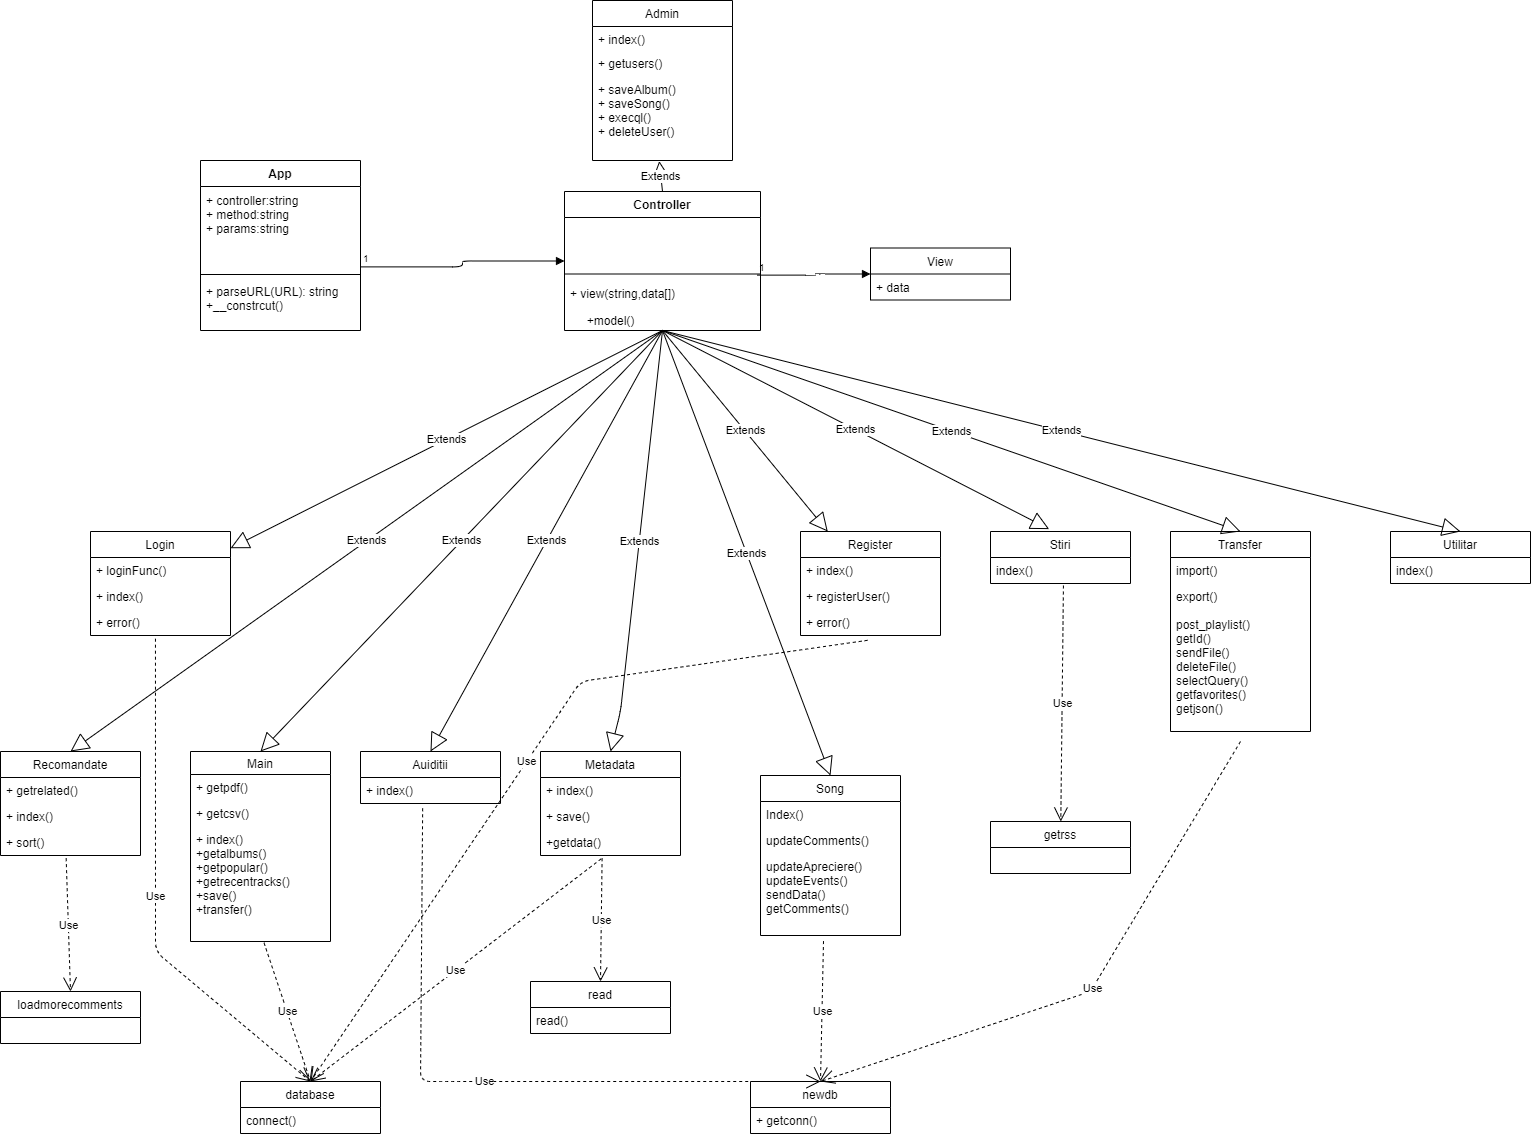 Admin
+ index()
+ getusers()
+ saveAlbum()
+ saveSong()
+ execql()
+ deleteUser()
Extends
App
+ controller:string
+ method:string
+ params:string
+ parseURL(URL): string
+__constrcut()
1
Controller
+ view(string,data[])
+model()
1
View
+ data
Extends
Extends
Extends
Extends
Extends
Extends
Extends
Extends
Extends
Extends
Login
+ loginFunc()
+ index()
+ error()
Register
+ index()
+ registerUser()
+ error()
Stiri
index()
Transfer
import()
export()
post_playlist()
getId()
sendFile()
deleteFile()
selectQuery()
getfavorites()
getjson()
Utilitar
index()
Use
Use
Recomandate
+ getrelated()
+ index()
+ sort()
Main
+ getpdf()
+ getcsv()
+ index()
+getalbums()
+getpopular()
+getrecentracks()
+save()
+transfer()
Auiditii
+ index()
Metadata
+ index()
+ save()
+getdata()
Song
Index()
updateComments()
updateApreciere()
updateEvents()
sendData()
getComments()
getrss
Use
Use
Use
Use
Use
Use
Use
Use
loadmorecomments
read
read()
Use
database
connect()
newdb
+ getconn()